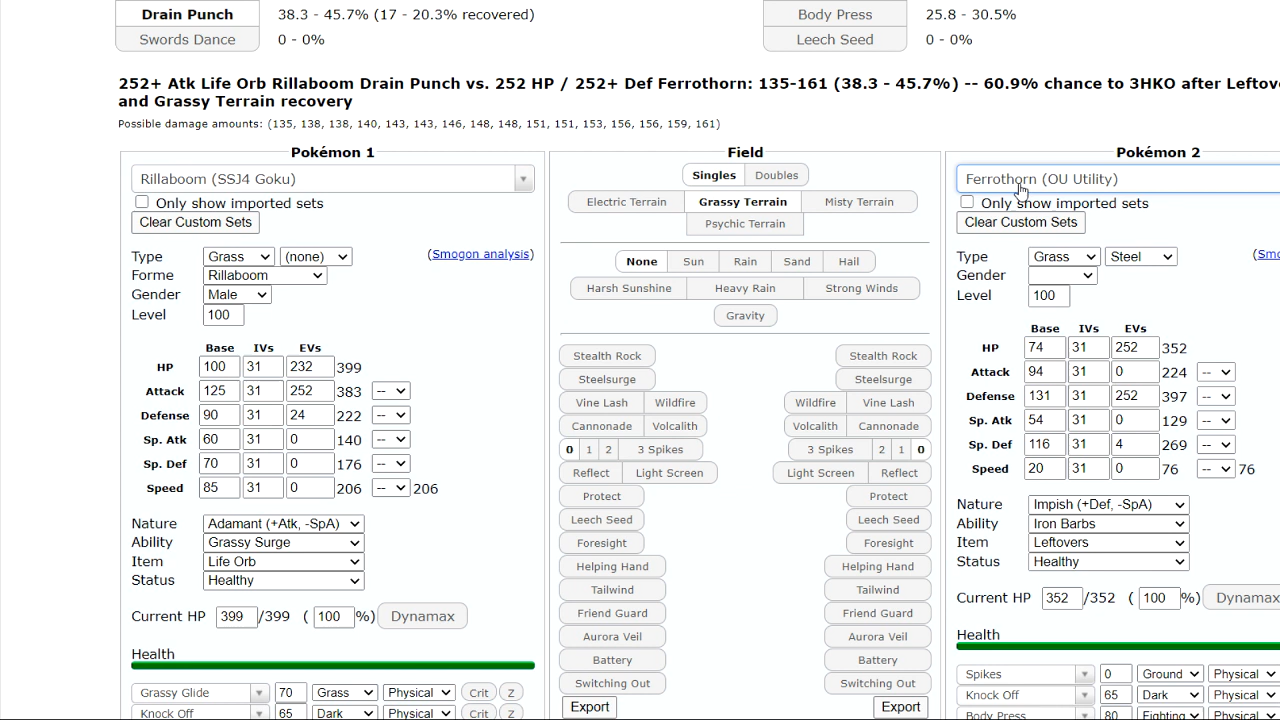 Drain Punch 38.3 - 45.7% (17 - 20.3% recovered) Body Press 25.8 - 30.5%
Swords Dance 0 - 0% Leech Seed 0 - 0%
252+ Atk Life Orb Rillaboom Drain Punch vs. 252 HP / 252+ Def Ferrothorn: 135-161 (38.3 - 45.7%) -- 60.9% chance to 3HKO after Leftov
and Grassy Terrain recovery
Possible damage amounts: (135, 138, 138, 140, 143, 143, 146, 148, 148, 151, 151, 153, 156, 156, 159, 161)
Pokémon 1
Rillaboom (SSJ4 Goku)
Only show imported sets
Clear Custom Sets
Type Grass (none) (Smogon analysis)
Forme Rillaboom
Gender Male
Level 100
Base IVs EVs
HP 100 31 232 399
Attack 125 31 252 383 --
Defense 90 31 24 222 --
Sp. Atk 60 31 0 140 --
Sp. Def 70 31 0 176 --
Speed 85 31 0 206 -- 206
Nature Adamant (+Atk, -SpA)
Ability Grassy Surge
Item Life Orb
Status Healthy
Current HP 399 /399 ( 100 %) Dynamax
Health
Grassy Glide 70 Grass Physical Crit Z
Knock Off 65 Dark Physical Crit Z
Field
Singles Doubles
Electric Terrain Grassy Terrain Misty Terrain
Psychic Terrain
None Sun Rain Sand Hail
Harsh Sunshine Heavy Rain Strong Winds
Gravity
Stealth Rock Stealth Rock
Steelsurge Steelsurge
Vine Lash Wildfire Wildfire Vine Lash
Cannonade Volcalith Volcalith Cannonade
0 1 2 3 Spikes 3 Spikes 2 1 0
Reflect Light Screen Light Screen Reflect
Protect Protect
Leech Seed Leech Seed
Foresight Foresight
Helping Hand Helping Hand
Tailwind Tailwind
Friend Guard Friend Guard
Aurora Veil Aurora Veil
Battery Battery
Switching Out Switching Out
Export Export
Pokémon 2
Ferrothorn (OU Utility)
Only show imported sets
Clear Custom Sets
Type Grass Steel (Smo
Gender
Level 100
Base IVs EVs
HP 74 31 252 352
Attack 94 31 0 224 --
Defense 131 31 252 397 --
Sp. Atk 54 31 0 129 --
Sp. Def 116 31 4 269 --
Speed 20 31 0 76 -- 76
Nature Impish (+Def, -SpA)
Ability Iron Barbs
Item Leftovers
Status Healthy
Current HP 352 /352 ( 100 %) Dynamax
Health
Spikes 0 Ground Physical
Knock Off 65 Dark Physical
Body Press 80 Fighting Physical